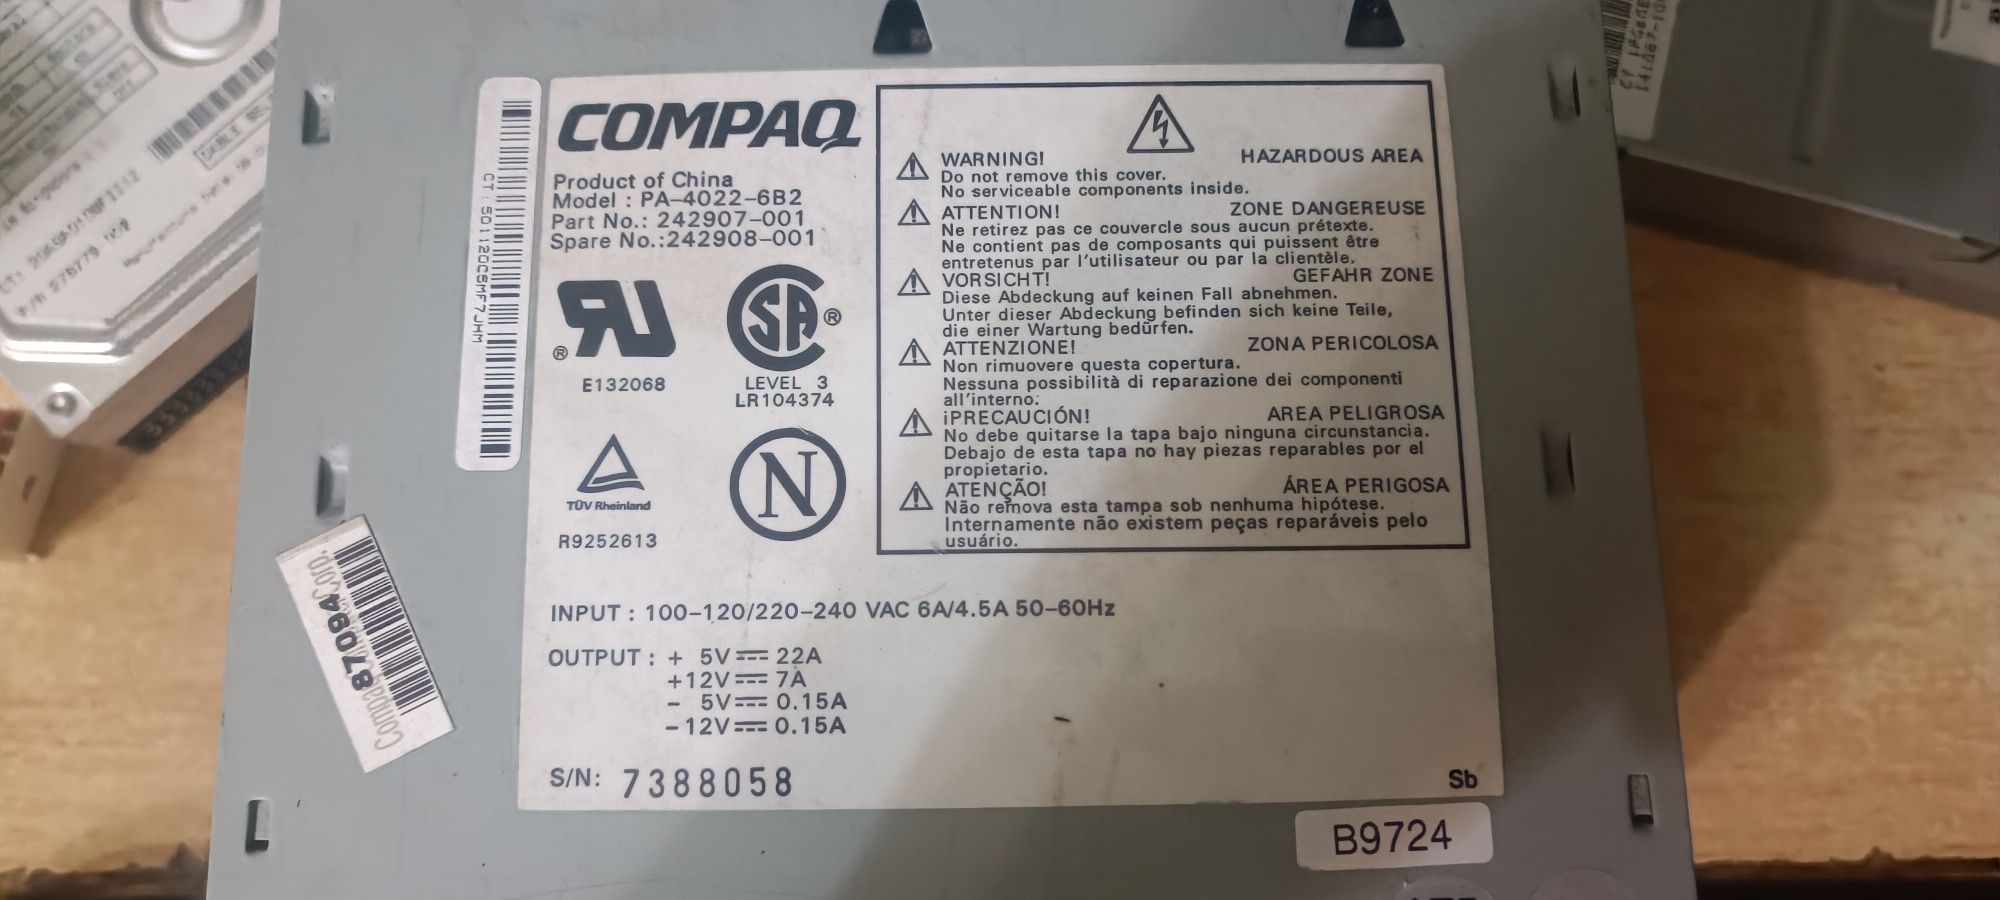 COMPAQ
Product of China
Model : PA-4022-6B2
Part No.: 242907-001
Spare No.:242908-001
CT: 501120C5MF7JHM
®
E132068
SA ®
LEVEL 3
LR104374
TÜV Rheinland
R9252613
N
WARNING! HAZARDOUS AREA
Do not remove this cover.
No serviceable components inside.
ATTENTION! ZONE DANGEREUSE
Ne retirez pas ce couvercle sous aucun prétexte.
Ne contient pas de composants qui puissent être
entretenus par l'utilisateur ou par la clientèle.
VORSICHT! GEFAHR ZONE
Diese Abdeckung auf keinen Fall abnehmen.
Unter dieser Abdeckung befinden sich keine Teile,
die einer Wartung bedürfen.
ATTENZIONE! ZONA PERICOLOSA
Non rimuovere questa copertura.
Nessuna possibilità di reparazione dei componenti
all'interno:
¡PRECAUCIÓN! AREA PELIGROSA
No debe quitarse la tapa bajo ninguna circunstancia.
Debajo de esta tapa no hay piezas reparables por el
propietario.
ATENÇÃO! ÁREA PERIGOSA
Não remova esta tampa sob nenhuma hipótese.
Internamente não existem peças reparáveis pelo
usuário.
INPUT : 100-120/220-240 VAC 6A/4.5A 50-60Hz
OUTPUT : + 5V 22A
+12V 7A
- 5V 0.15A
-12V 0.15A
S/N: 7388058
Sb
B9724
87094
Corp.